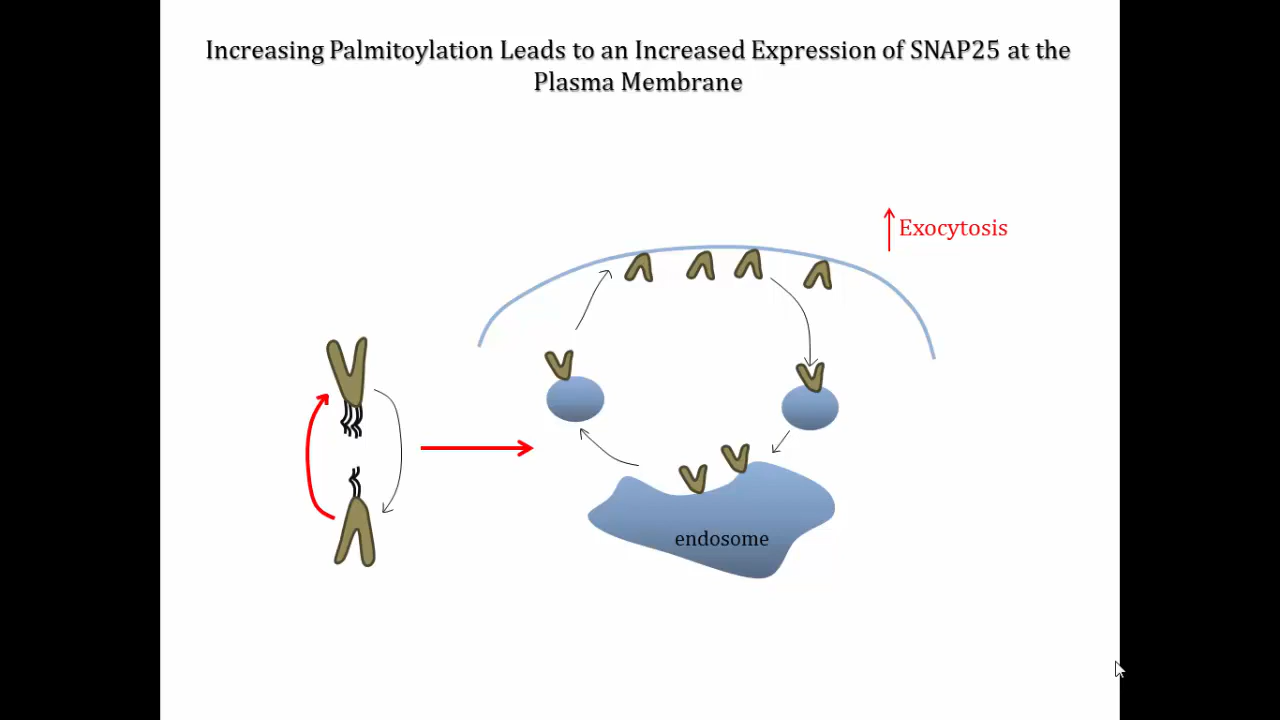 Increasing Palmitoylation Leads to an Increased Expression of SNAP25 at the
Plasma Membrane
Exocytosis
endosome